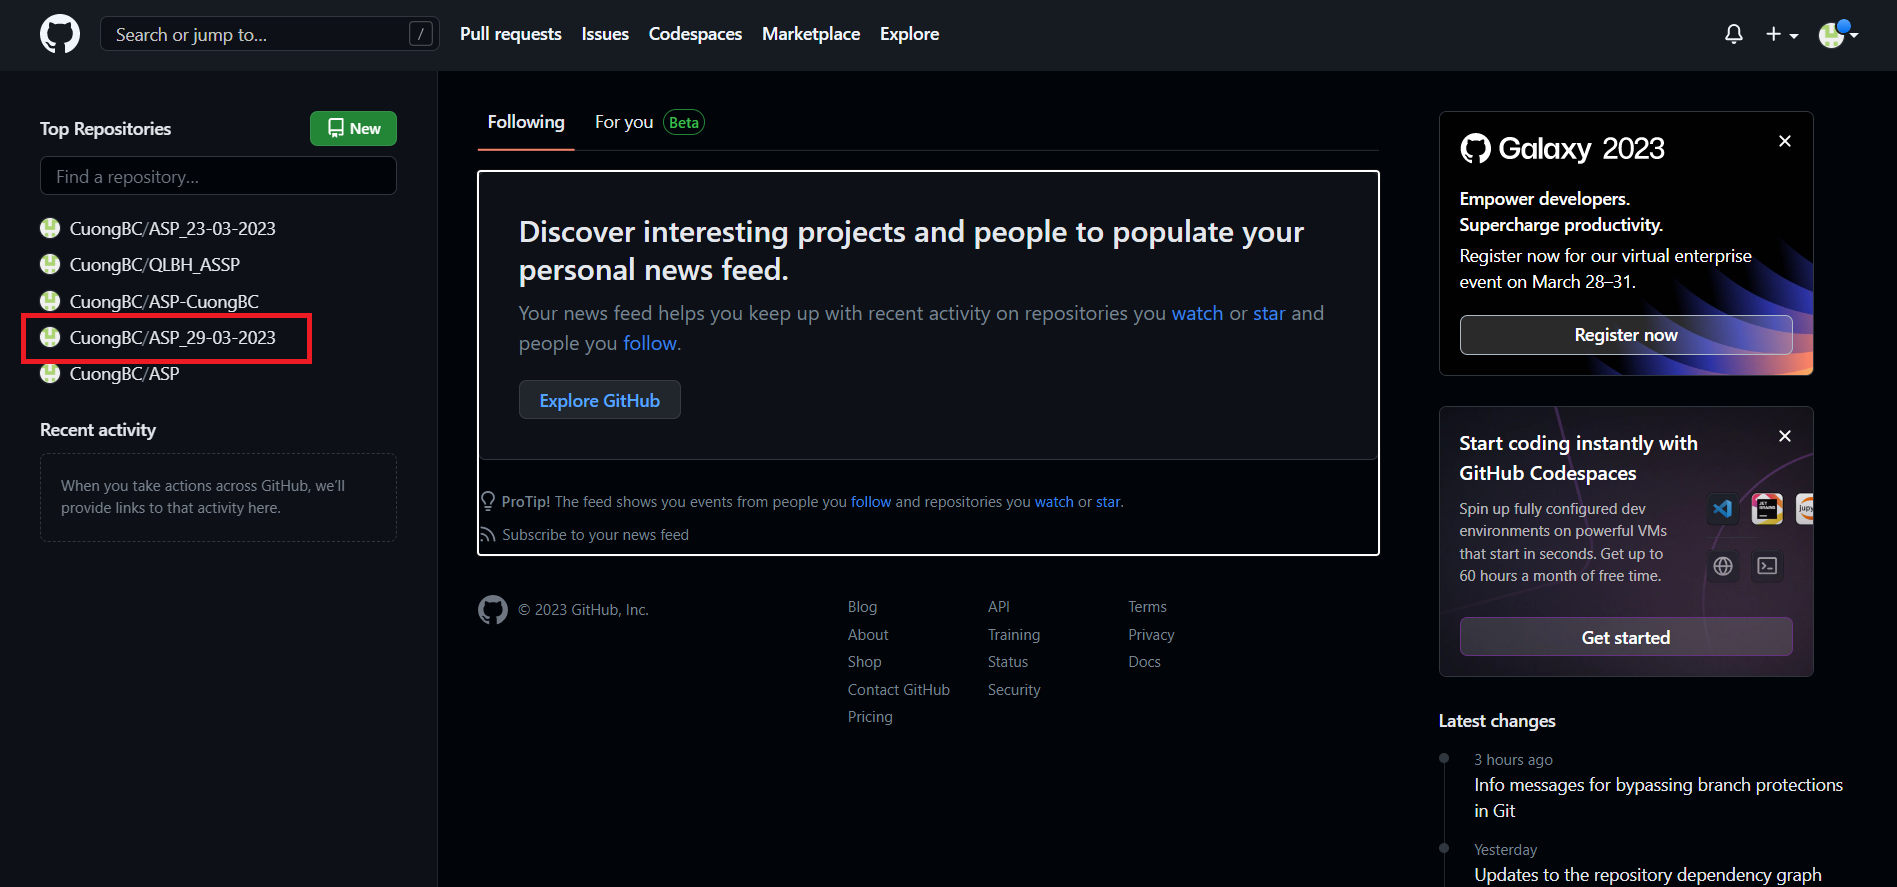 Search or jump to... /
Pull requests Issues Codespaces Marketplace Explore
Top Repositories
New
Find a repository...
CuongBC/ASP_23-03-2023
CuongBC/QLBH_ASSP
CuongBC/ASP-CuongBC
CuongBC/ASP_29-03-2023
CuongBC/ASP
Recent activity
When you take actions across GitHub, we'll
provide links to that activity here.
Following For you Beta
Discover interesting projects and people to populate your
personal news feed.
Your news feed helps you keep up with recent activity on repositories you watch or star and
people you follow.
Explore GitHub
ProTip! The feed shows you events from people you follow and repositories you watch or star.
Subscribe to your news feed
© 2023 GitHub, Inc.
Blog
About
Shop
Contact GitHub
Pricing
API
Training
Status
Security
Terms
Privacy
Docs
Galaxy 2023
Empower developers.
Supercharge productivity.
Register now for our virtual enterprise
event on March 28–31.
Register now
Start coding instantly with
GitHub Codespaces
Spin up fully configured dev
environments on powerful VMs
that start in seconds. Get up to
60 hours a month of free time.
JET
BRAINS
jupy
Get started
Latest changes
3 hours ago
Info messages for bypassing branch protections
in Git
Yesterday
Updates to the repository dependency graph